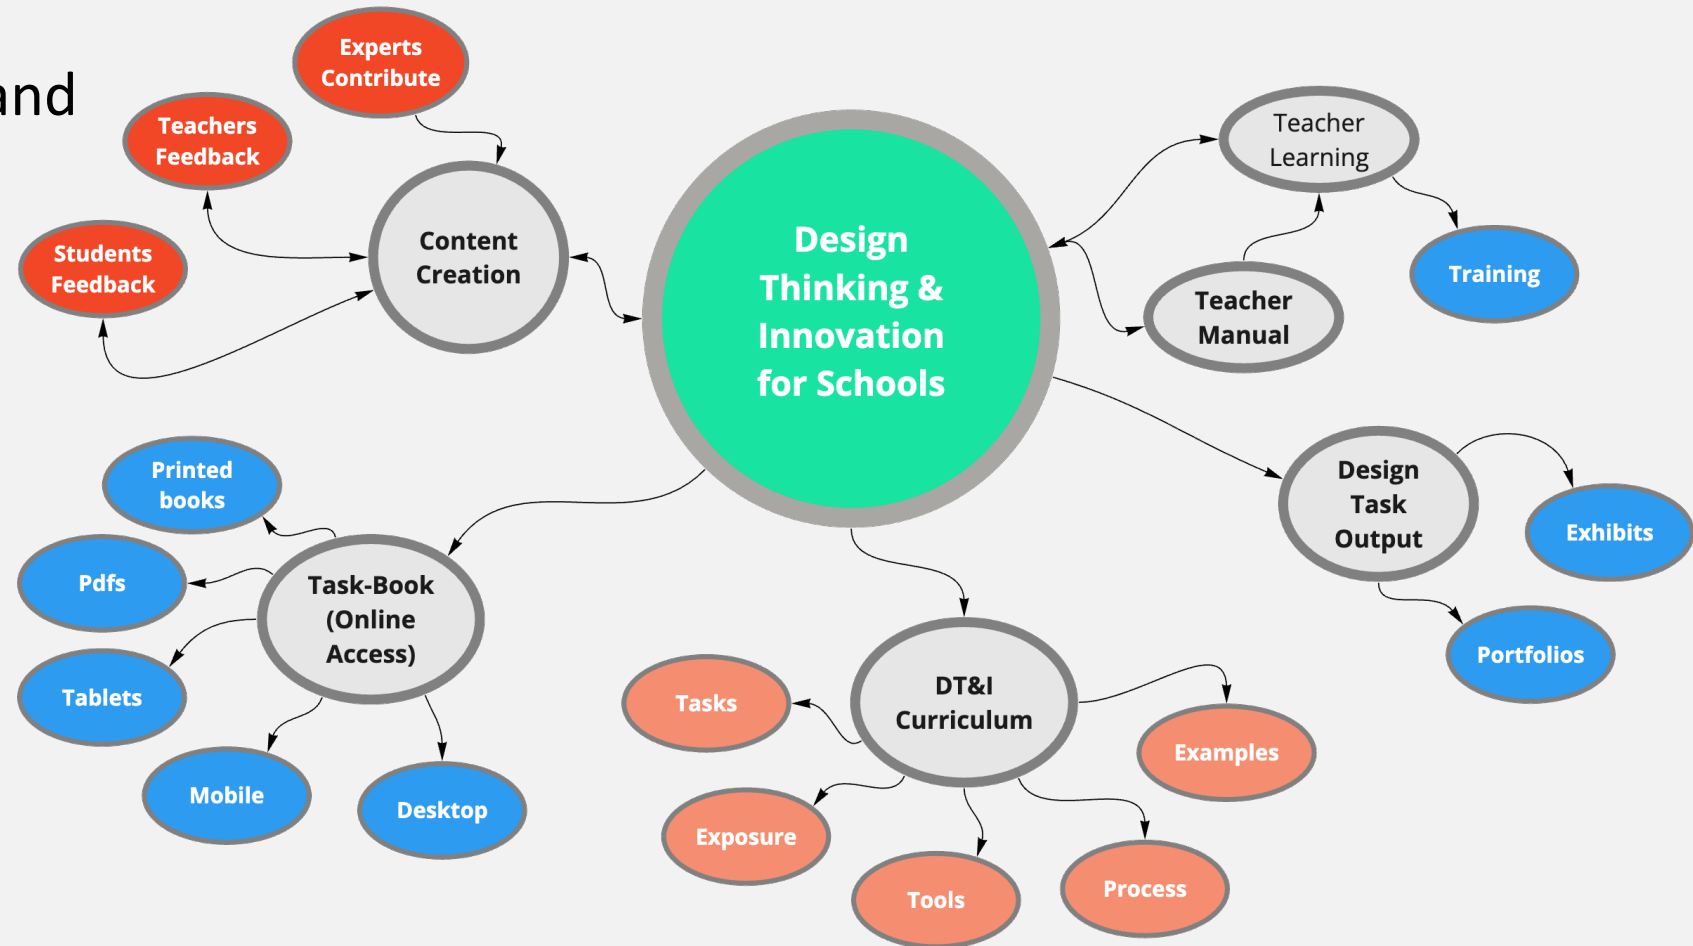 and
Experts
Contribute
Teachers
Feedback
Students
Feedback
Content
Creation
Design
Thinking &
Innovation
for Schools
Teacher
Learning
Training
Teacher
Manual
Design
Task
Output
Exhibits
Portfolios
Printed
books
Pdfs
Tablets
Mobile
Desktop
Task-Book
(Online
Access)
DT&I
Curriculum
Tasks
Exposure
Tools
Process
Examples